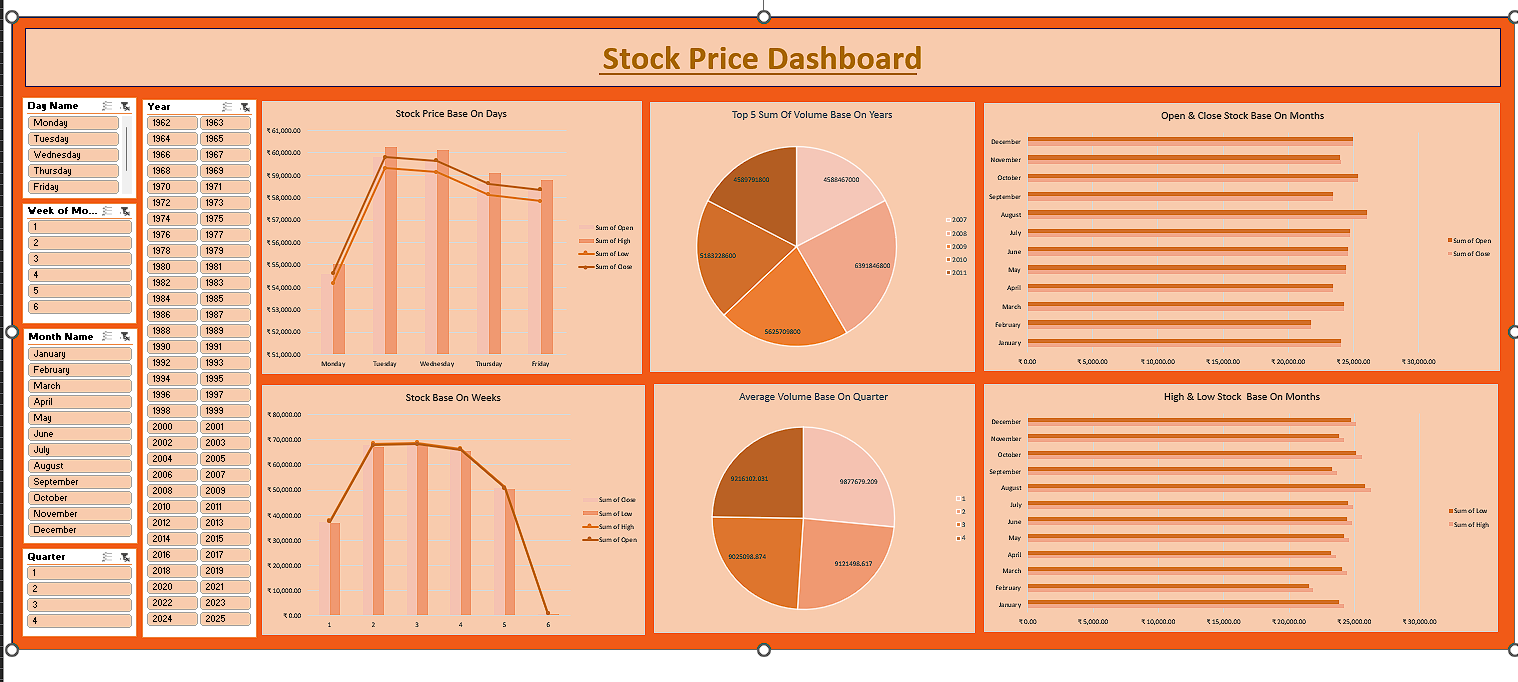 Stock Price Dashboard
Day Name
Monday
Tuesday
Wednesday
Thursday
Friday
Week of Mo...
1
2
3
4
5
6
Month Name
January
February
March
April
May
June
July
August
September
October
November
December
Quarter
1
2
3
4
Year
1962 1963
1964 1965
1966 1967
1968 1969
1970 1971
1972 1973
1974 1975
1976 1977
1978 1979
1980 1981
1982 1983
1984 1985
1986 1987
1988 1989
1990 1991
1992 1993
1994 1995
1996 1997
1998 1999
2000 2001
2002 2003
2004 2005
2006 2007
2008 2009
2010 2011
2012 2013
2014 2015
2016 2017
2018 2019
2020 2021
2022 2023
2024 2025
Stock Price Base On Days
₹ 61,000.00
₹ 60,000.00
₹ 59,000.00
₹ 58,000.00
₹ 57,000.00
₹ 56,000.00
₹ 55,000.00
₹ 54,000.00
₹ 53,000.00
₹ 52,000.00
₹ 51,000.00
Monday Tuesday Wednesday Thursday Friday
Sum of Open
Sum of High
Sum of Low
Sum of Close
Top 5 Sum Of Volume Base On Years
4589791800 4588467000
5183228600 6391846800
5625709800
2007
2008
2009
2010
2011
Open & Close Stock Base On Months
December
November
October
September
August
July
June
May
April
March
February
January
₹ 0.00 ₹ 5,000.00 ₹ 10,000.00 ₹ 15,000.00 ₹ 20,000.00 ₹ 25,000.00 ₹ 30,000.00
Sum of Open
Sum of Close
Stock Base On Weeks
₹ 80,000.00
₹ 70,000.00
₹ 60,000.00
₹ 50,000.00
₹ 40,000.00
₹ 30,000.00
₹ 20,000.00
₹ 10,000.00
₹ 0.00
1 2 3 4 5 6
Sum of Close
Sum of Low
Sum of High
Sum of Open
Average Volume Base On Quarter
9216102.031 9877679.209
9025098.874 9121498.617
1
2
3
4
High & Low Stock Base On Months
December
November
October
September
August
July
June
May
April
March
February
January
₹ 0.00 ₹ 5,000.00 ₹ 10,000.00 ₹ 15,000.00 ₹ 20,000.00 ₹ 25,000.00 ₹ 30,000.00
Sum of Low
Sum of High